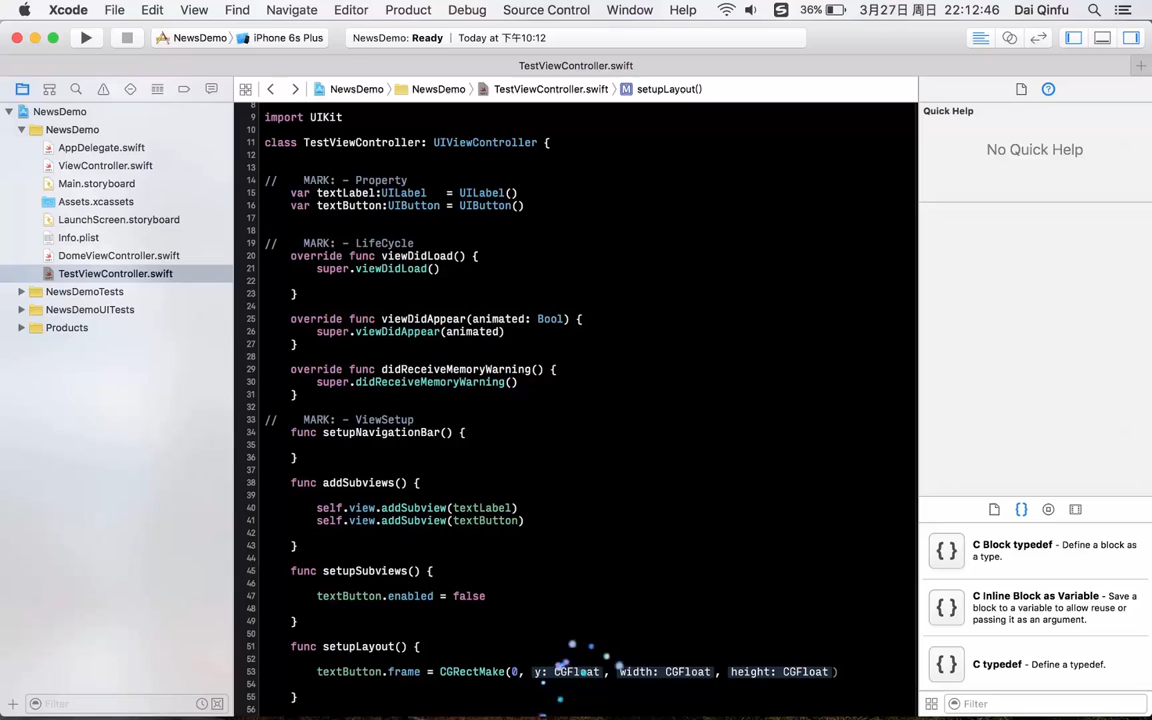 Xcode File Edit View Find Navigate Editor Product Debug Source Control Window Help 36% 3月27日 周日 22:12:46 Dai Qinfu
NewsDemo iPhone 6s Plus NewsDemo: Ready Today at 下午10:12
TestViewController.swift
NewsDemo NewsDemo TestViewController.swift M setupLayout()
NewsDemo
NewsDemo
AppDelegate.swift
ViewController.swift
Main.storyboard
Assets.xcassets
LaunchScreen.storyboard
Info.plist
DomeViewController.swift
TestViewController.swift
NewsDemoTests
NewsDemoUITests
Products
Filter
8
9 import UIKit
10
11 class TestViewController: UIViewController {
12
13
14 // MARK: - Property
15 var textLabel:UILabel = UILabel()
16 var textButton:UIButton = UIButton()
17
18
19 // MARK: - LifeCycle
20 override func viewDidLoad() {
21 super.viewDidLoad()
22
23 }
24
25 override func viewDidAppear(animated: Bool) {
26 super.viewDidAppear(animated)
27 }
28
29 override func didReceiveMemoryWarning() {
30 super.didReceiveMemoryWarning()
31 }
32
33 // MARK: - ViewSetup
34 func setupNavigationBar() {
35
36 }
37
38 func addSubviews() {
39
40 self.view.addSubview(textLabel)
41 self.view.addSubview(textButton)
42
43 }
44
45 func setupSubviews() {
46
47 textButton.enabled = false
48
49 }
50
51 func setupLayout() {
52
53 textButton.frame = CGRectMake(0, y: CGFloat, width: CGFloat, height: CGFloat)
54
55 }
56
Quick Help
No Quick Help
C Block typedef - Define a block as
a type.
C Inline Block as Variable - Save a
block to a variable to allow reuse or
passing it as an argument.
C typedef - Define a typedef.
Filter